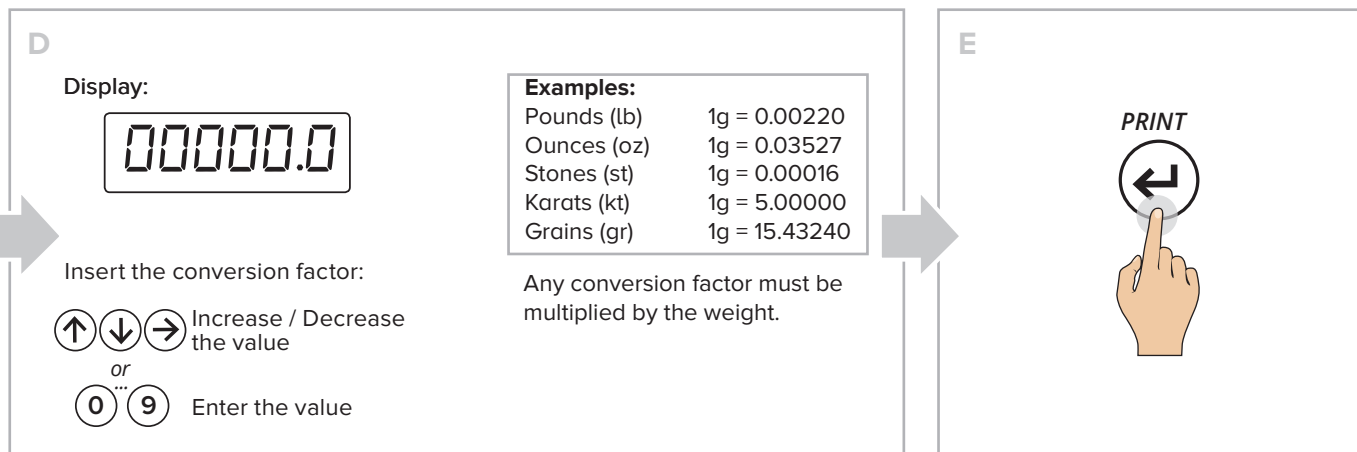 D
Display:
00000.0
Insert the conversion factor:
Increase / Decrease
the value
or
0 ... 9 Enter the value
Examples:
Pounds (lb) 1g = 0.00220
Ounces (oz) 1g = 0.03527
Stones (st) 1g = 0.00016
Karats (kt) 1g = 5.00000
Grains (gr) 1g = 15.43240
Any conversion factor must be
multiplied by the weight.
E
PRINT